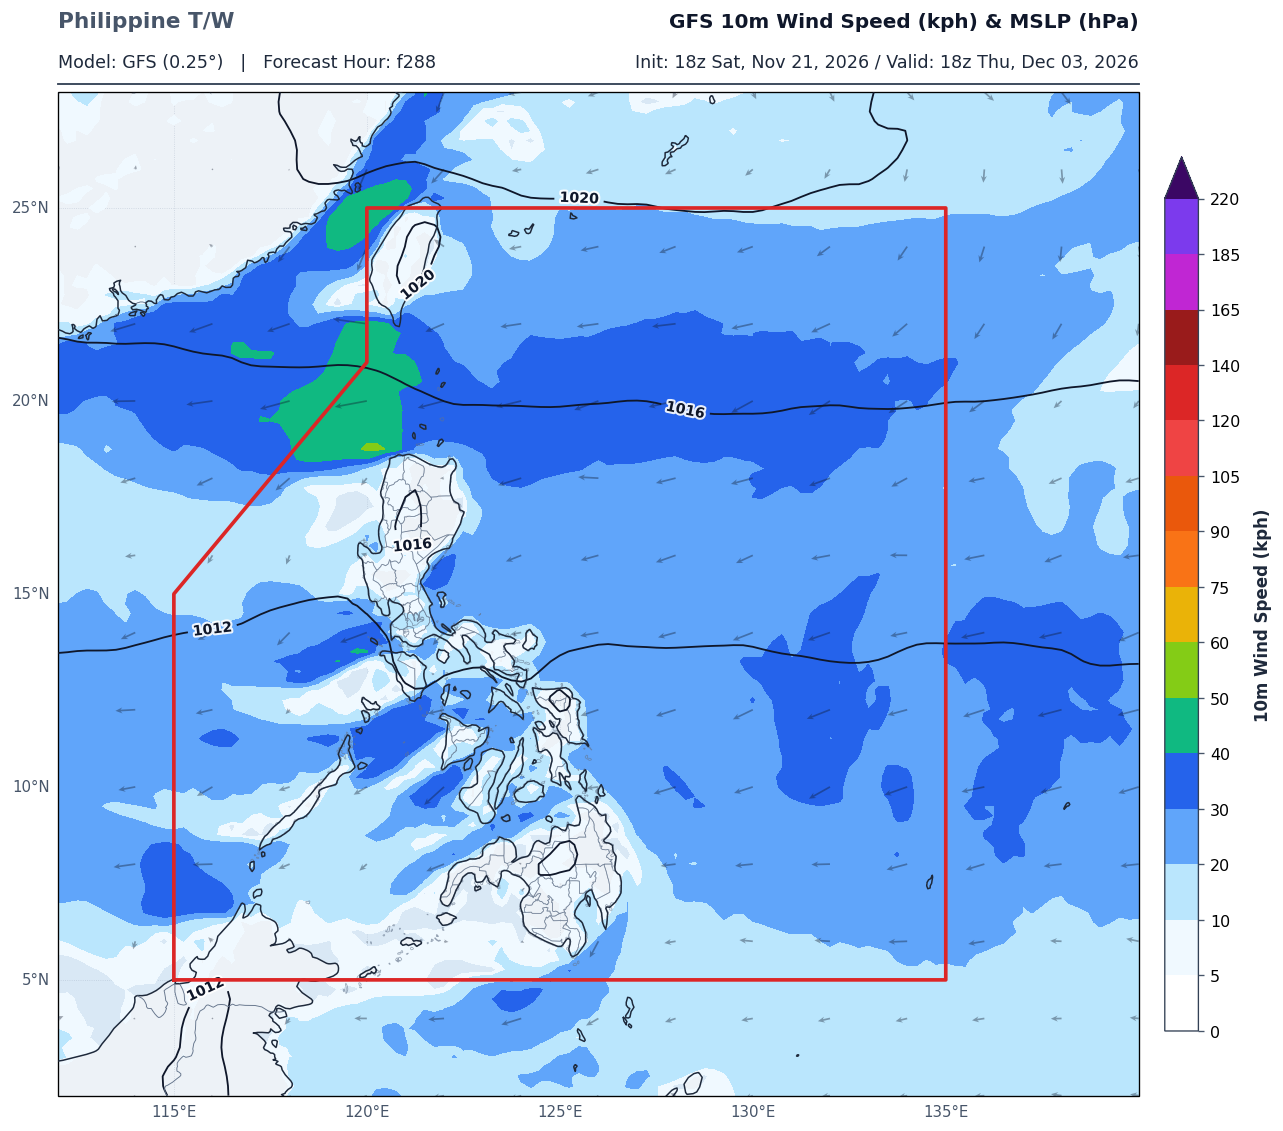 Philippine T/W
GFS 10m Wind Speed (kph) & MSLP (hPa)
Model: GFS (0.25°)   |   Forecast Hour: f288
Init: 18z Sat, Nov 21, 2026 / Valid: 18z Thu, Dec 03, 2026
25°N
20°N
15°N
10°N
5°N
115°E
120°E
125°E
130°E
135°E
1020
1020
1016
1016
1012
1012
220
185
165
140
120
105
90
75
60
50
40
30
20
10
5
0
10m Wind Speed (kph)